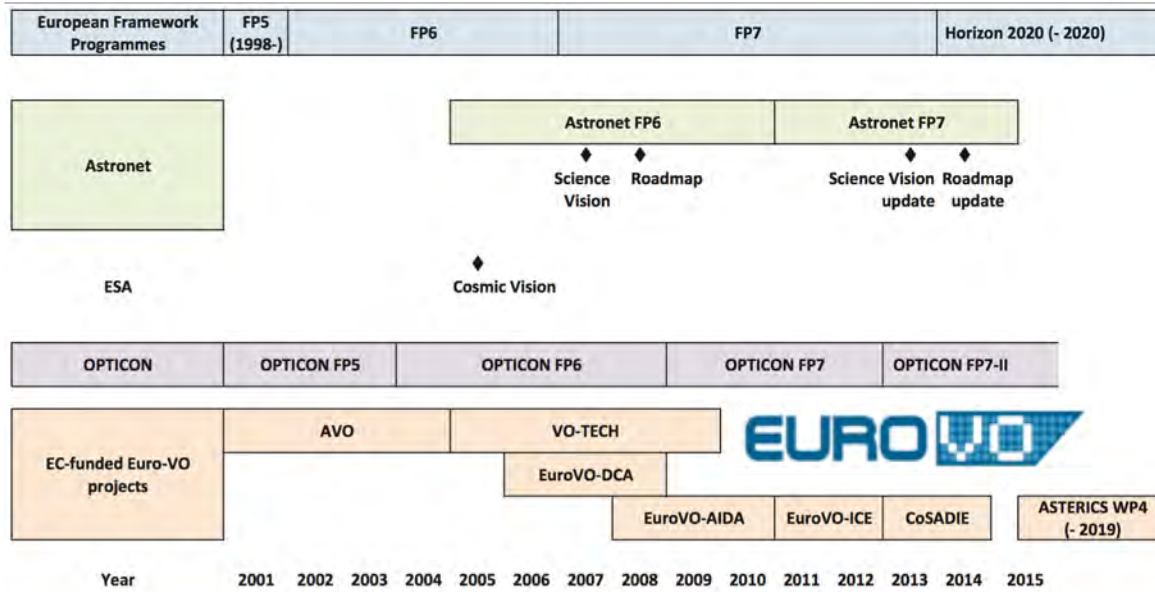 European Framework
Programmes
FP5
(1998-)
FP6
FP7
Horizon 2020 (- 2020)
Astronet
Astronet FP6
Astronet FP7
Science
Vision
Roadmap
Science Vision
update
Roadmap
update
ESA
Cosmic Vision
OPTICON
OPTICON FP5
OPTICON FP6
OPTICON FP7
OPTICON FP7-II
EC-funded Euro-VO
projects
AVO
VO-TECH
EURO VO
EuroVO-DCA
EuroVO-AIDA
EuroVO-ICE
CoSADIE
ASTERICS WP4
(- 2019)
Year 2001 2002 2003 2004 2005 2006 2007 2008 2009 2010 2011 2012 2013 2014 2015